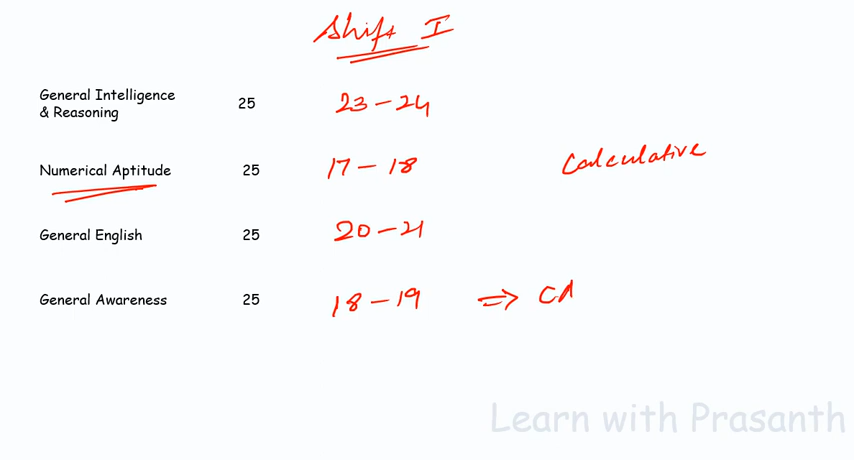 Shift I
General Intelligence
& Reasoning 25 23 - 24
Numerical Aptitude 25 17 - 18 Calculative
General English 25 20 - 21
General Awareness 25 18 - 19 => CA
Learn with Prasanth